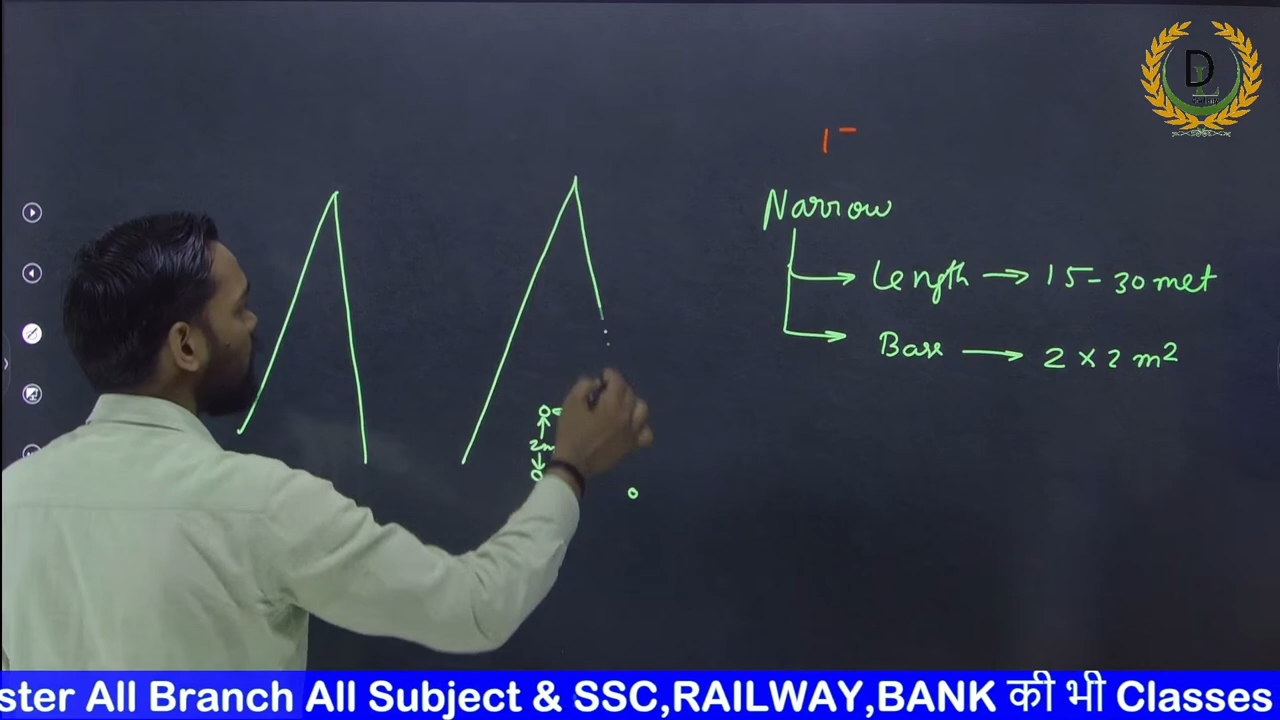 D
L
Narrow
Length → 15 - 30 met
Base → 2 × 2 m²
2m
ster All Branch All Subject & SSC,RAILWAY,BANK की भी Classes